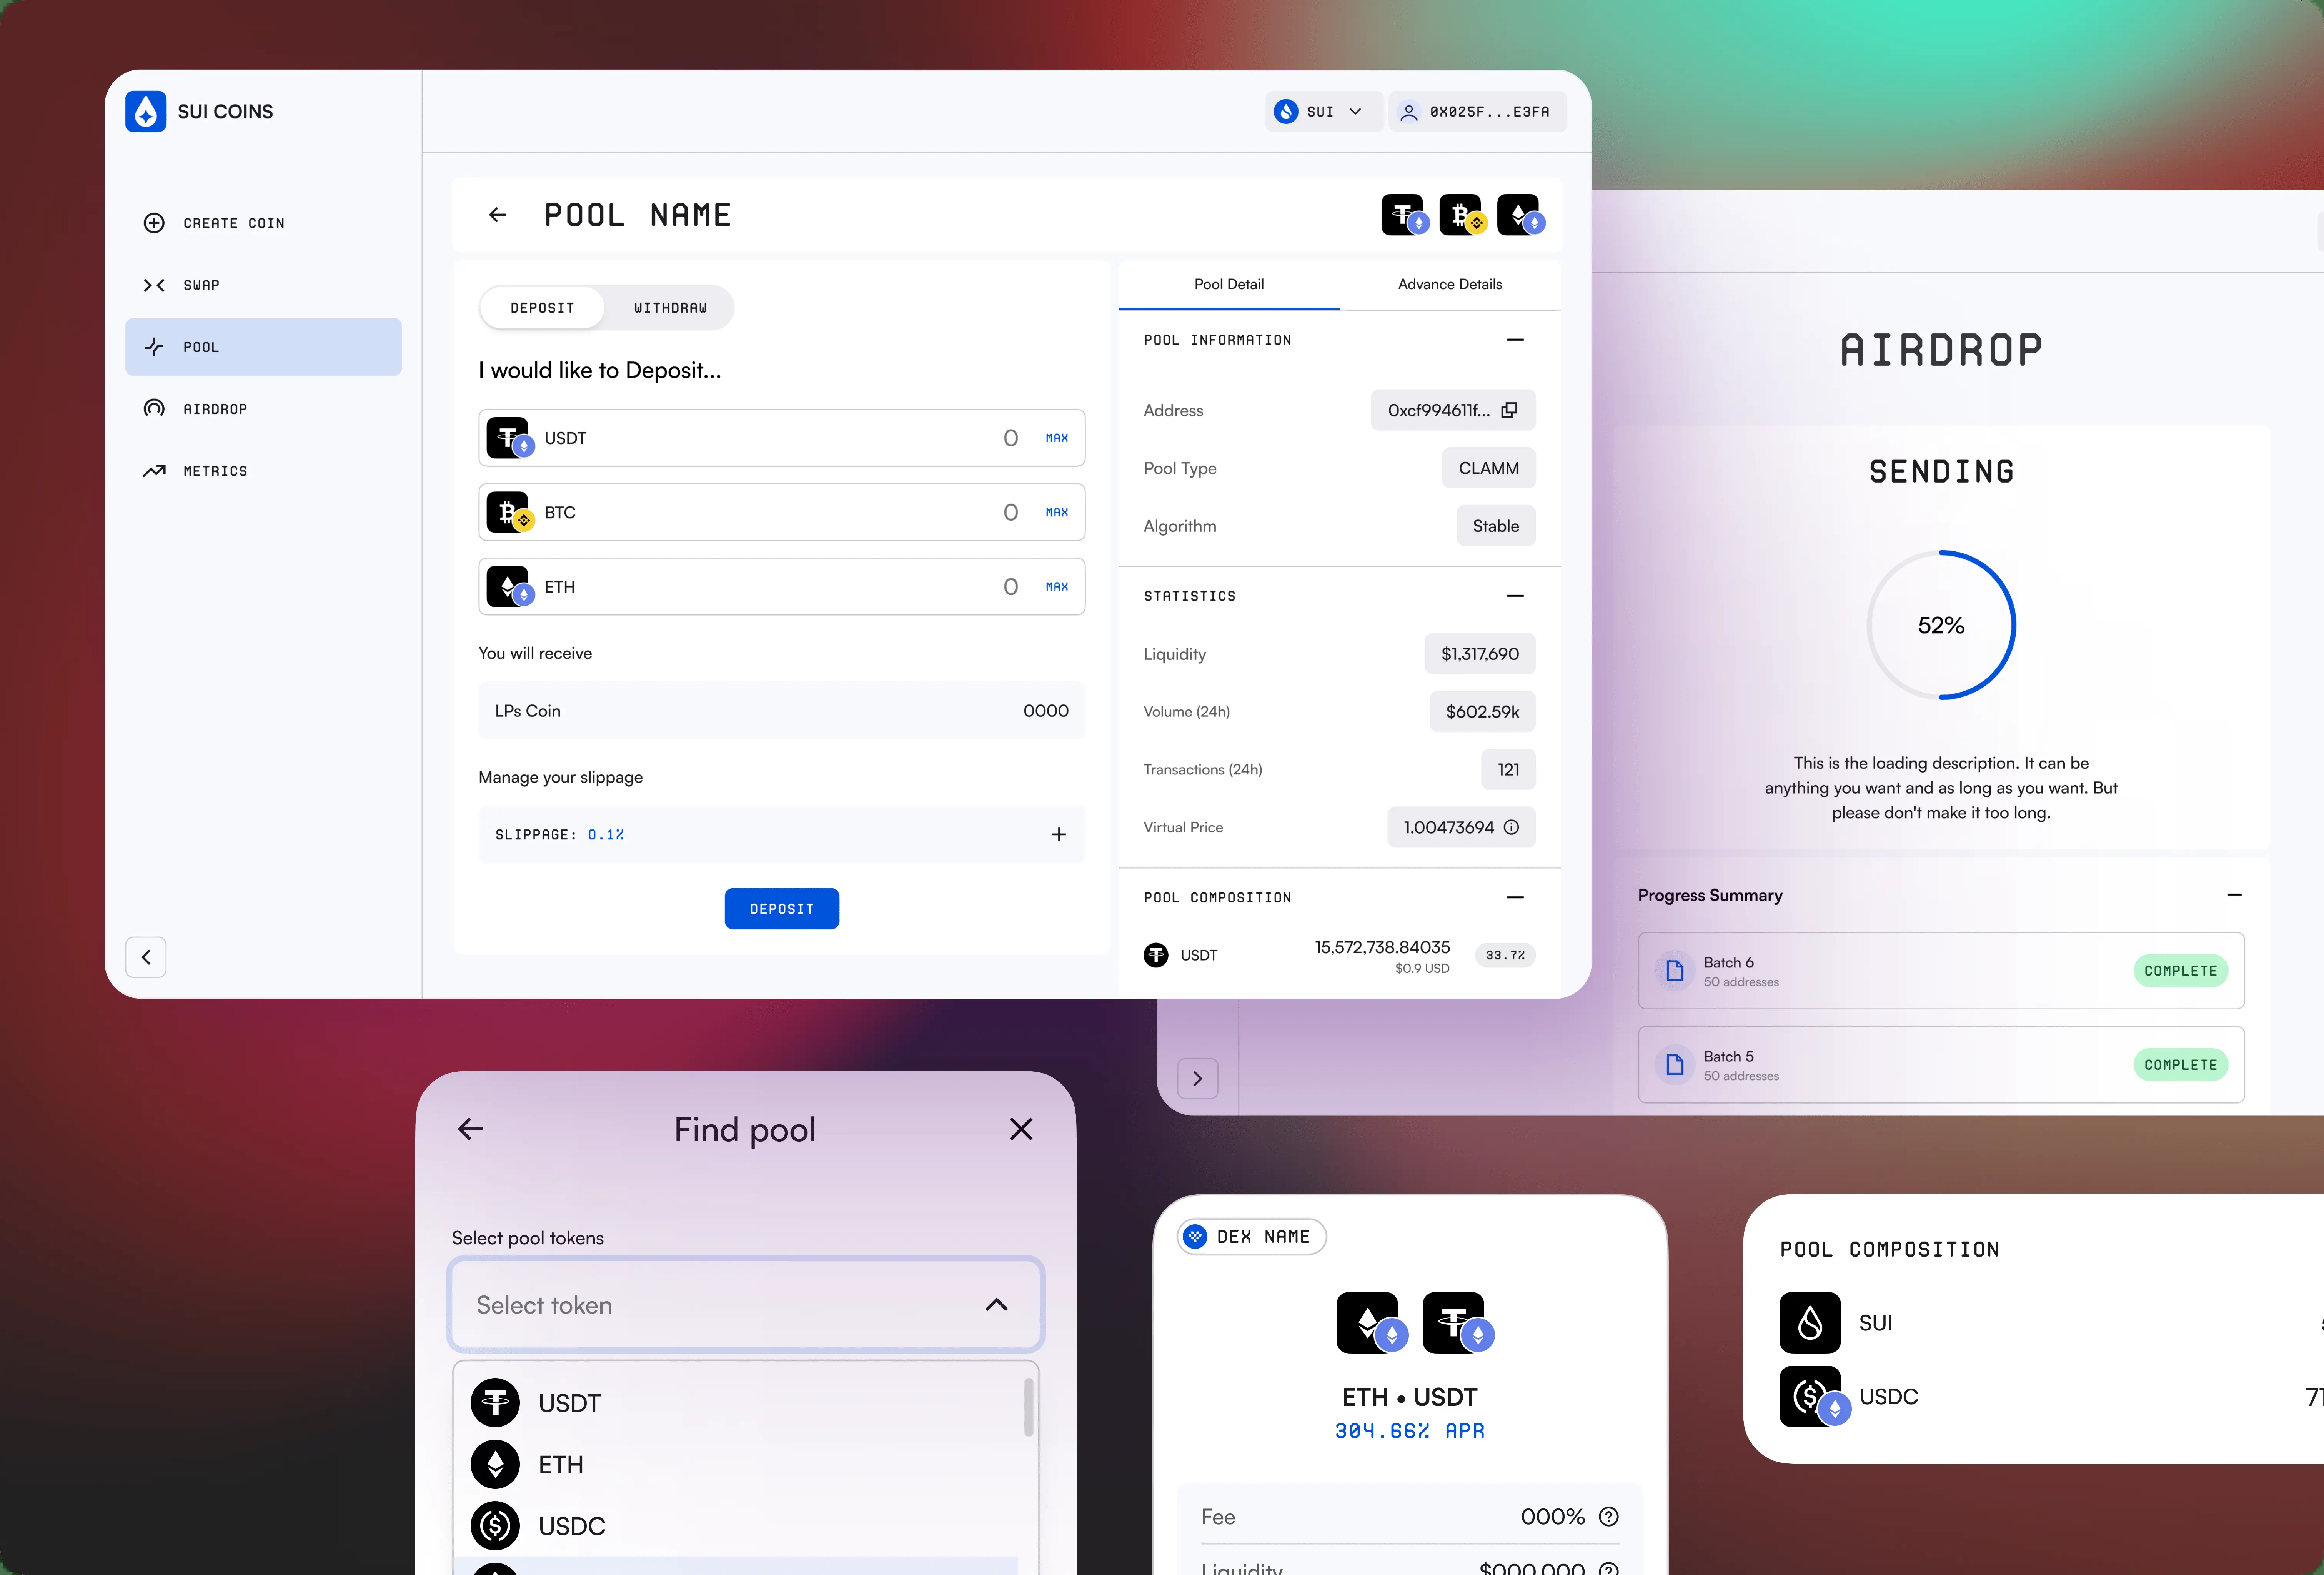 SUI COINS
SUI
0X025F...E3FA
CREATE COIN
SWAP
POOL
AIRDROP
METRICS
POOL NAME
DEPOSIT
WITHDRAW
I would like to Deposit...
USDT
0
MAX
BTC
0
MAX
ETH
0
MAX
You will receive
LPs Coin
0000
Manage your slippage
SLIPPAGE: 0.1%
DEPOSIT
Pool Detail
Advance Details
POOL INFORMATION
Address
0xcf994611f...
Pool Type
CLAMM
Algorithm
Stable
STATISTICS
Liquidity
$1,317,690
Volume (24h)
$602.59k
Transactions (24h)
121
Virtual Price
1.00473694
POOL COMPOSITION
USDT
15,572,738.84035
$0.9 USD
33.7%
AIRDROP
SENDING
52%
This is the loading description. It can be
anything you want and as long as you want. But
please don't make it too long.
Progress Summary
Batch 6
50 addresses
COMPLETE
Batch 5
50 addresses
COMPLETE
Find pool
Select pool tokens
Select token
USDT
ETH
USDC
DEX NAME
ETH • USDT
304.66% APR
Fee
000%
Liquidity
$000,000
POOL COMPOSITION
SUI
USDC